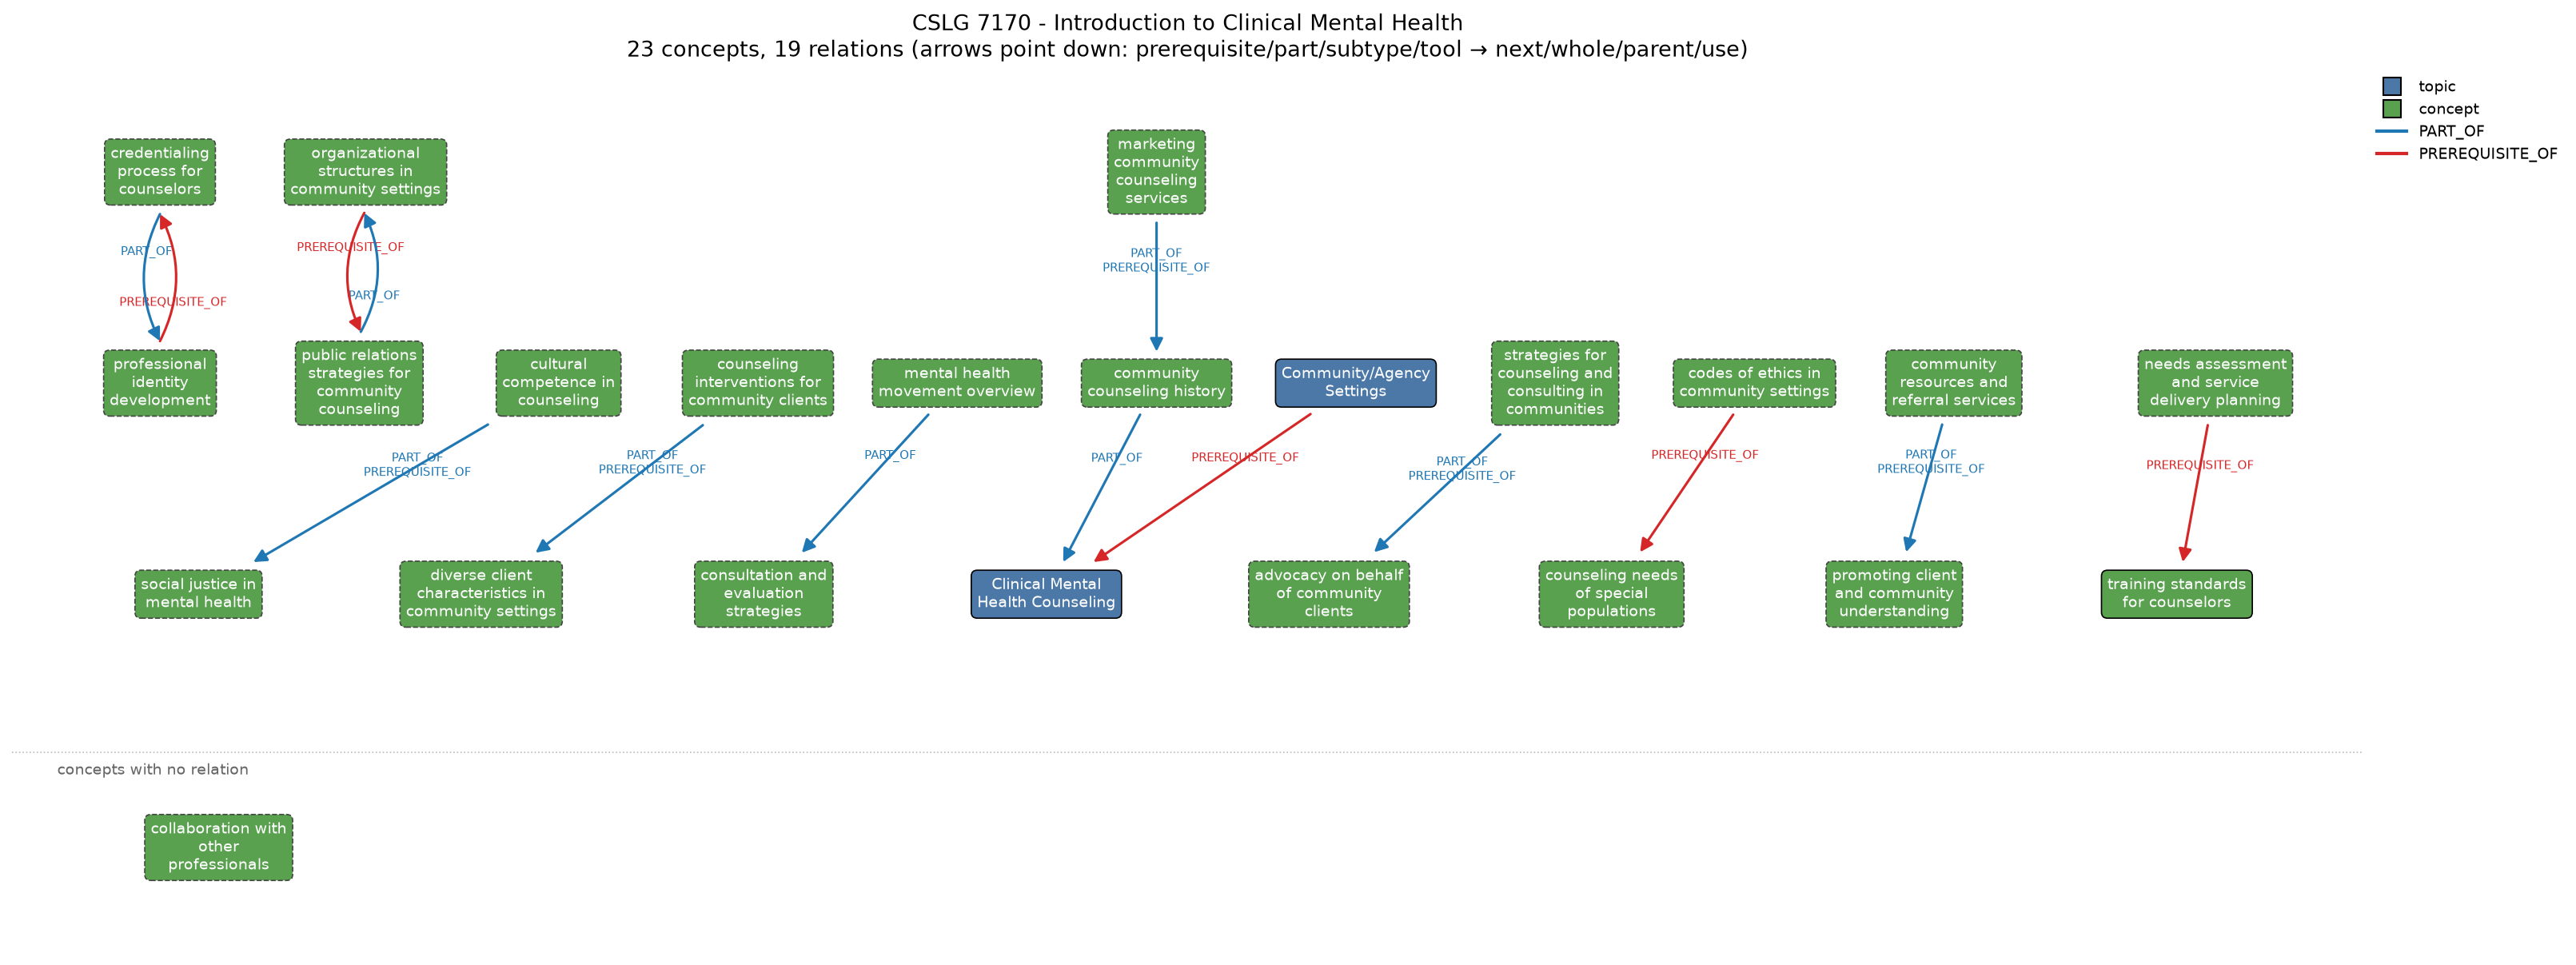 CSLG 7170 - Introduction to Clinical Mental Health
23 concepts, 19 relations (arrows point down: prerequisite/part/subtype/tool → next/whole/parent/use)
topic
concept
PART_OF
PREREQUISITE_OF
credentialing
process for
counselors
organizational
structures in
community settings
marketing
community
counseling
services
PART_OF
PREREQUISITE_OF
PREREQUISITE_OF
PART_OF
PART_OF
PREREQUISITE_OF
professional
identity
development
public relations
strategies for
community
counseling
cultural
competence in
counseling
counseling
interventions for
community clients
mental health
movement overview
community
counseling history
Community/Agency
Settings
strategies for
counseling and
consulting in
communities
codes of ethics in
community settings
community
resources and
referral services
needs assessment
and service
delivery planning
PART_OF
PREREQUISITE_OF
PART_OF
PREREQUISITE_OF
PART_OF
PART_OF
PREREQUISITE_OF
PART_OF
PREREQUISITE_OF
PREREQUISITE_OF
PART_OF
PREREQUISITE_OF
PREREQUISITE_OF
social justice in
mental health
diverse client
characteristics in
community settings
consultation and
evaluation
strategies
Clinical Mental
Health Counseling
advocacy on behalf
of community
clients
counseling needs
of special
populations
promoting client
and community
understanding
training standards
for counselors
concepts with no relation
collaboration with
other
professionals